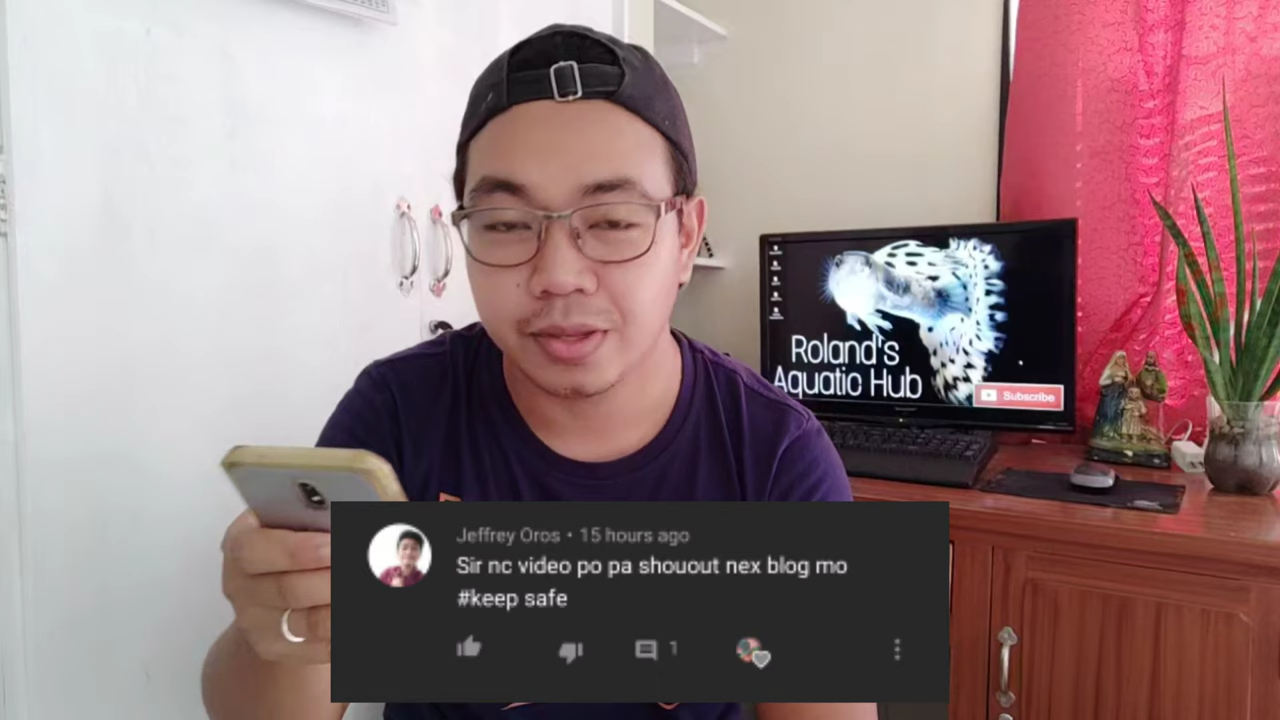 Roland's
Aquatic Hub
Subscribe
Jeffrey Oros • 15 hours ago
Sir nc video po pa shouout nex blog mo
#keep safe
1